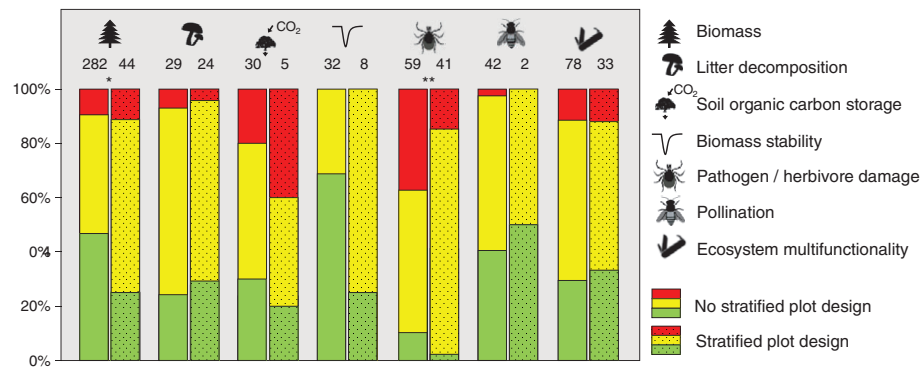 CO2
282 44 29 24 30 5 32 8 59 41 42 2 78 33
* **
100%
80%
60%
0%
20%
0%
Biomass
Litter decomposition
CO2
Soil organic carbon storage
Biomass stability
Pathogen / herbivore damage
Pollination
Ecosystem multifunctionality
No stratified plot design
Stratified plot design